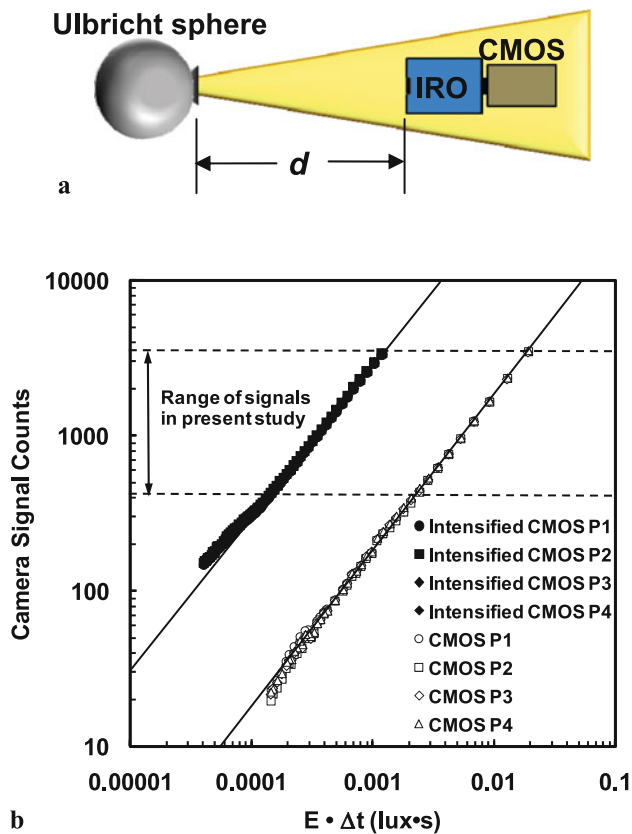 Ulbricht sphere
CMOS
IRO
d
a
10000
1000
100
10
Camera Signal Counts
Range of signals
in present study
Intensified CMOS P1
Intensified CMOS P2
Intensified CMOS P3
Intensified CMOS P4
CMOS P1
CMOS P2
CMOS P3
CMOS P4
0.00001 0.0001 0.001 0.01 0.1
E • Δt (lux•s)
b